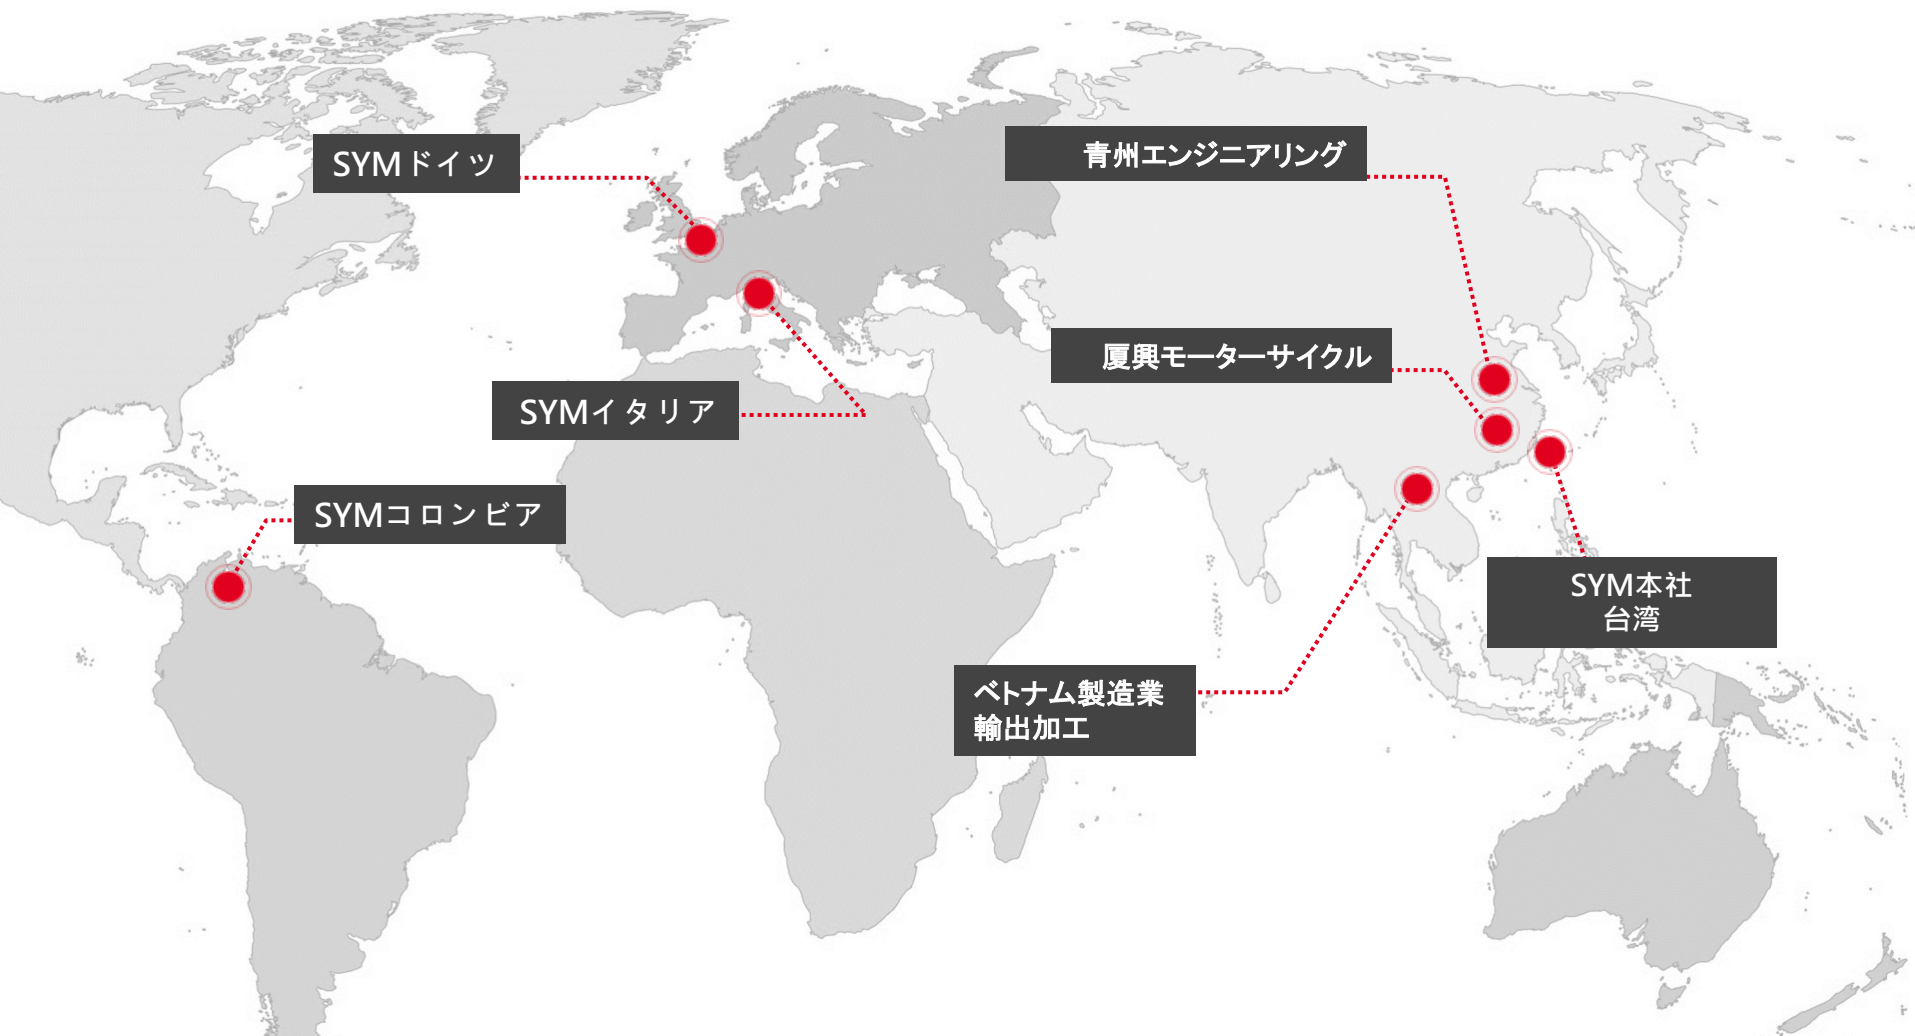 SYMドイツ
青州エンジニアリング
厦興モーターサイクル
SYMイタリア
SYMコロンビア
SYM本社
台湾
ベトナム製造業
輸出加工